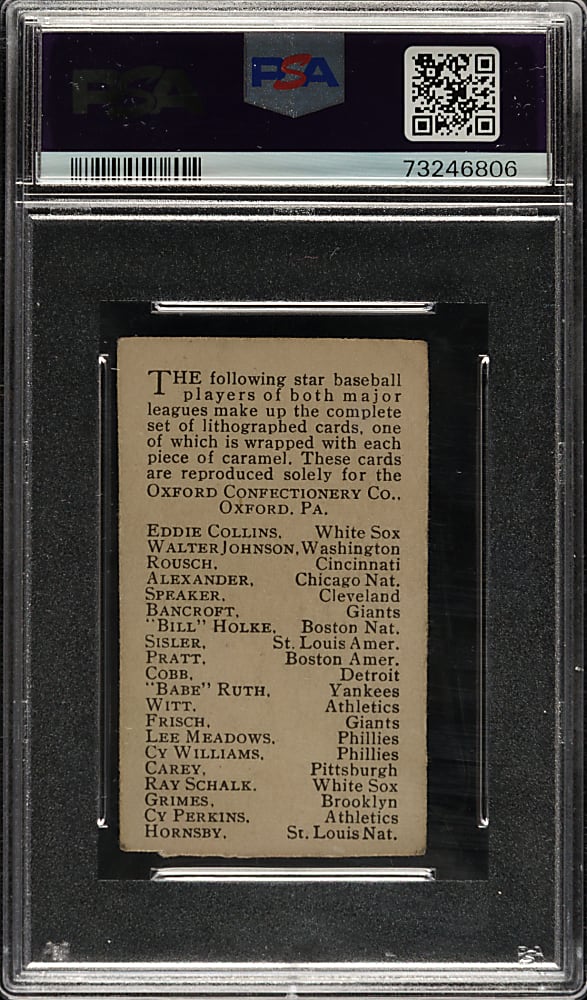 PSA
PSA
73246806
THE following star baseball
players of both major
leagues make up the complete
set of lithographed cards, one
of which is wrapped with each
piece of caramel. These cards
are reproduced solely for the
OXFORD CONFECTIONERY CO.,
OXFORD, PA.
EDDIE COLLINS, White Sox
WALTER JOHNSON, Washington
ROUSCH, Cincinnati
ALEXANDER, Chicago Nat.
SPEAKER, Cleveland
BANCROFT, Giants
"BILL" HOLKE, Boston Nat.
SISLER, St. Louis Amer.
PRATT, Boston Amer.
COBB, Detroit
"BABE" RUTH, Yankees
WITT, Athletics
FRISCH, Giants
LEE MEADOWS, Phillies
CY WILLIAMS, Phillies
CAREY, Pittsburgh
RAY SCHALK, White Sox
GRIMES, Brooklyn
CY PERKINS, Athletics
HORNSBY, St. Louis Nat.
PSA